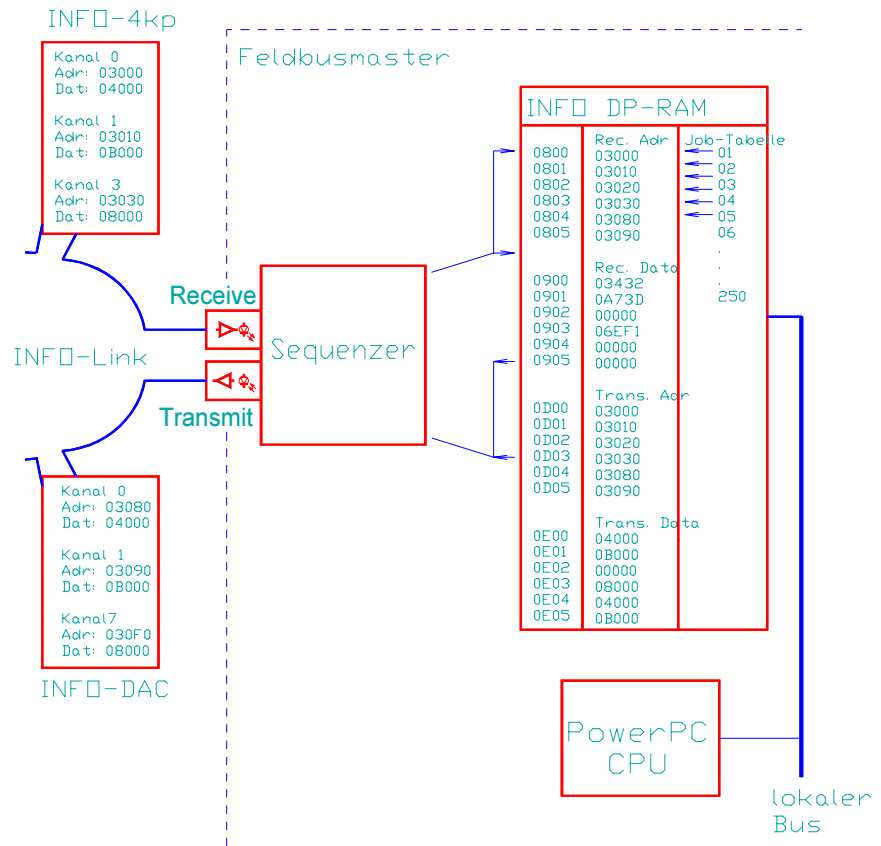 INFO-4kp
Kanal 0
Adr: 03000
Dat: 04000
Kanal 1
Adr: 03010
Dat: 0B000
Kanal 3
Adr: 03030
Dat: 08000
Feldbusmaster
Receive
INFO-Link
Transmit
Sequenzer
Kanal 0
Adr: 03080
Dat: 04000
Kanal 1
Adr: 03090
Dat: 0B000
Kanal7
Adr: 030F0
Dat: 08000
INFO-DAC
INFO DP-RAM
Rec. Adr Job-Tabelle
0800 03000 01
0801 03010 02
0802 03020 03
0803 03030 04
0804 03080 05
0805 03090 06
.
Rec. Data .
0900 03432 .
0901 0A73D 250
0902 00000
0903 06EF1
0904 00000
0905 00000
Trans. Adr
0D00 03000
0D01 03010
0D02 03020
0D03 03030
0D04 03080
0D05 03090
Trans. Data
0E00 04000
0E01 0B000
0E02 00000
0E03 08000
0E04 04000
0E05 0B000
PowerPC
CPU
lokaler
Bus